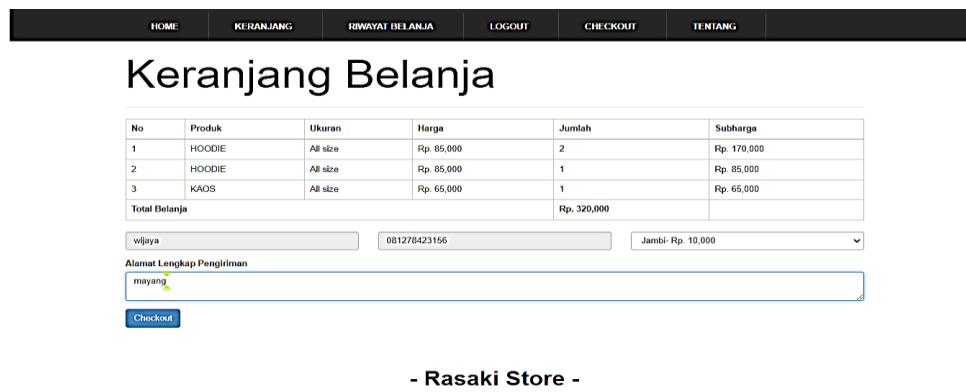 HOME KERANJANG RIWAYAT BELANJA LOGOUT CHECKOUT TENTANG
Keranjang Belanja
No Produk Ukuran Harga Jumlah Subharga
1 HOODIE All size Rp. 85,000 2 Rp. 170,000
2 HOODIE All size Rp. 85,000 1 Rp. 85,000
3 KAOS All size Rp. 65,000 1 Rp. 65,000
Total Belanja Rp. 320,000
wijaya 081278423156 Jambi- Rp. 10,000
Alamat Lengkap Pengiriman
mayang
Checkout
- Rasaki Store -